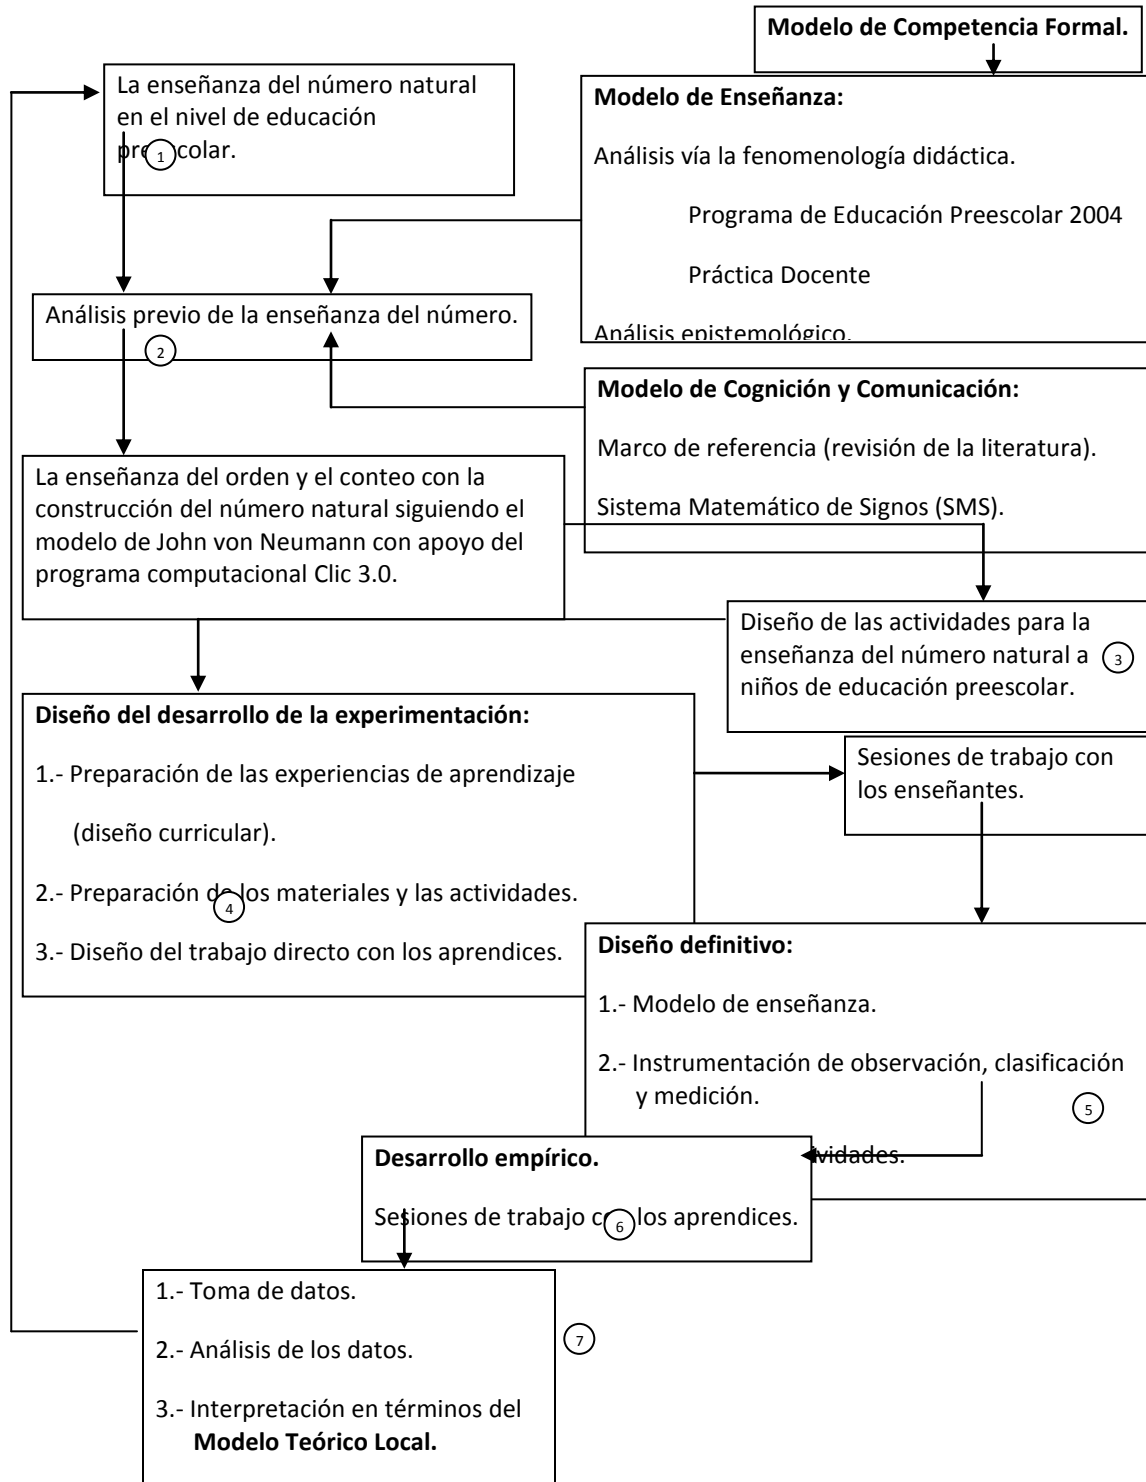 Modelo de Competencia Formal.
La enseñanza del número natural
en el nivel de educación
1
Modelo de Enseñanza:
Análisis vía la fenomenología didáctica.
Programa de Educación Preescolar 2004
Práctica Docente
Análisis epistemológico.
Análisis previo de la enseñanza del número.
2
Modelo de Cognición y Comunicación:
Marco de referencia (revisión de la literatura).
Sistema Matemático de Signos (SMS).
La enseñanza del orden y el conteo con la
construcción del número natural siguiendo el
modelo de John von Neumann con apoyo del
programa computacional Clic 3.0.
Diseño de las actividades para la
enseñanza del número natural a
niños de educación preescolar.
3
Diseño del desarrollo de la experimentación:
1.- Preparación de las experiencias de aprendizaje
(diseño curricular).
2.- Preparación de los materiales y las actividades.
4
3.- Diseño del trabajo directo con los aprendices.
Sesiones de trabajo con
los enseñantes.
Diseño definitivo:
1.- Modelo de enseñanza.
2.- Instrumentación de observación, clasificación
y medición.
5
Desarrollo empírico.
Sesiones de trabajo con los aprendices.
6
1.- Toma de datos.
2.- Análisis de los datos.
7
3.- Interpretación en términos del
Modelo Teórico Local.